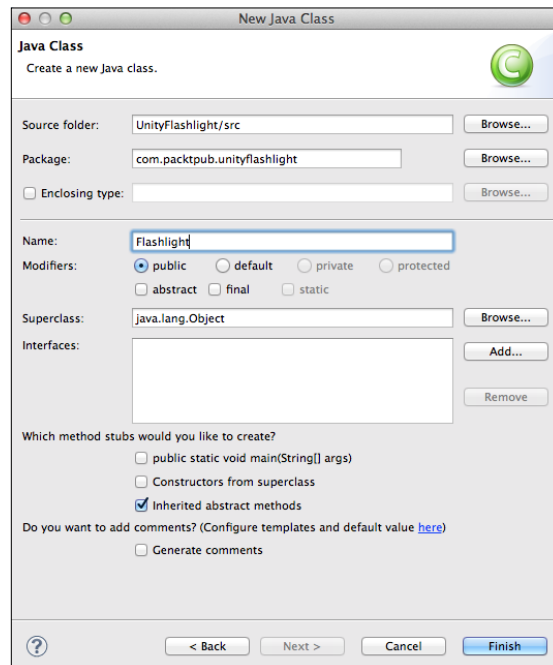 New Java Class
Java Class
Create a new Java class.
C
Source folder: UnityFlashlight/src Browse...
Package: com.packtpub.unityflashlight Browse...
Enclosing type: Browse...
Name: Flashlight
Modifiers: public default private protected
abstract final static
Superclass: java.lang.Object Browse...
Interfaces: Add...
Remove
Which method stubs would you like to create?
public static void main(String[] args)
Constructors from superclass
Inherited abstract methods
Do you want to add comments? (Configure templates and default value here)
Generate comments
? < Back Next > Cancel Finish